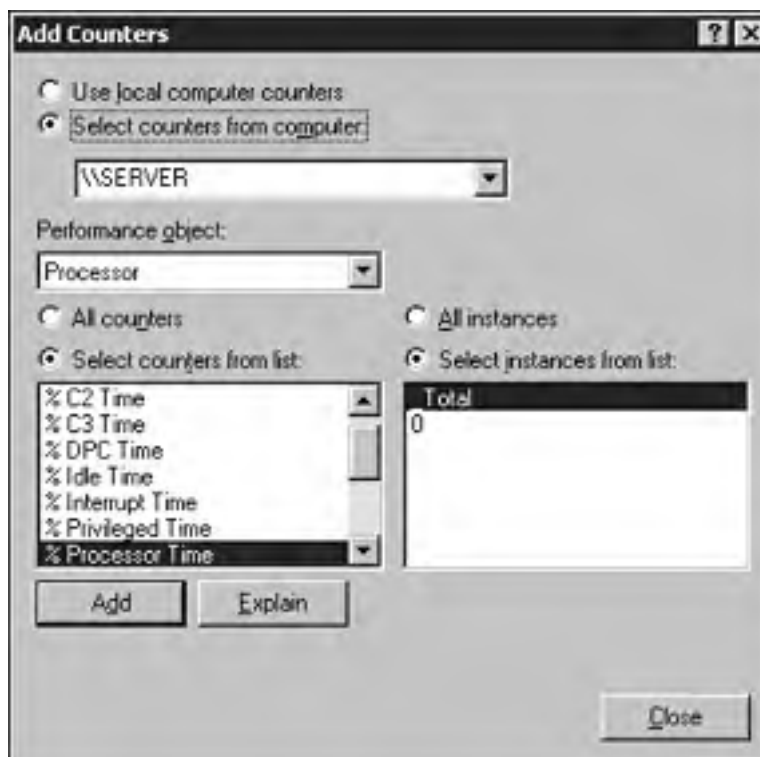 Add Counters
Use local computer counters
Select counters from computer:
\\SERVER
Performance object:
Processor
All counters
All instances
Select counters from list:
Select instances from list:
% C2 Time
% C3 Time
% DPC Time
% Idle Time
% Interrupt Time
% Privileged Time
% Processor Time
_Total
0
Add
Explain
Close